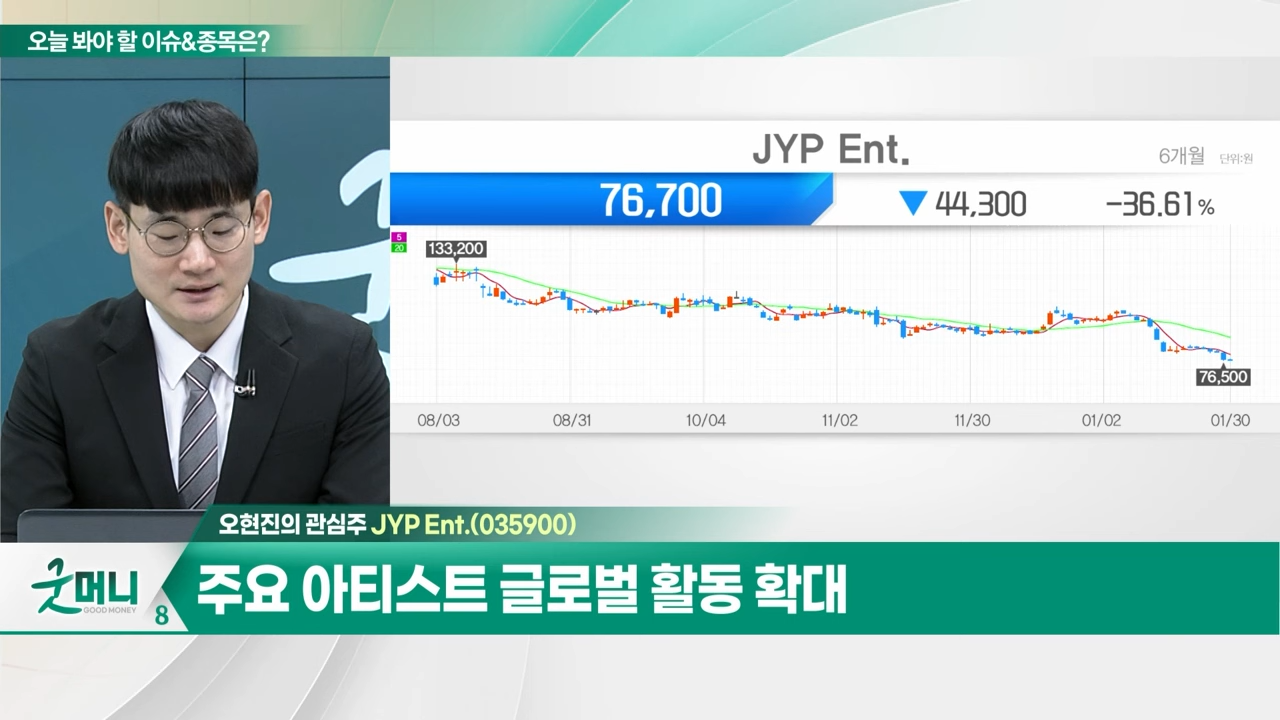 오늘 봐야 할 이슈&종목은?
JYP Ent.
6개월 단위:원
76,700 ▼44,300 -36.61%
5
20
133,200
76,500
08/03 08/31 10/04 11/02 11/30 01/02 01/30
오현진의 관심주 JYP Ent.(035900)
굿머니
GOOD MONEY
8
주요 아티스트 글로벌 활동 확대